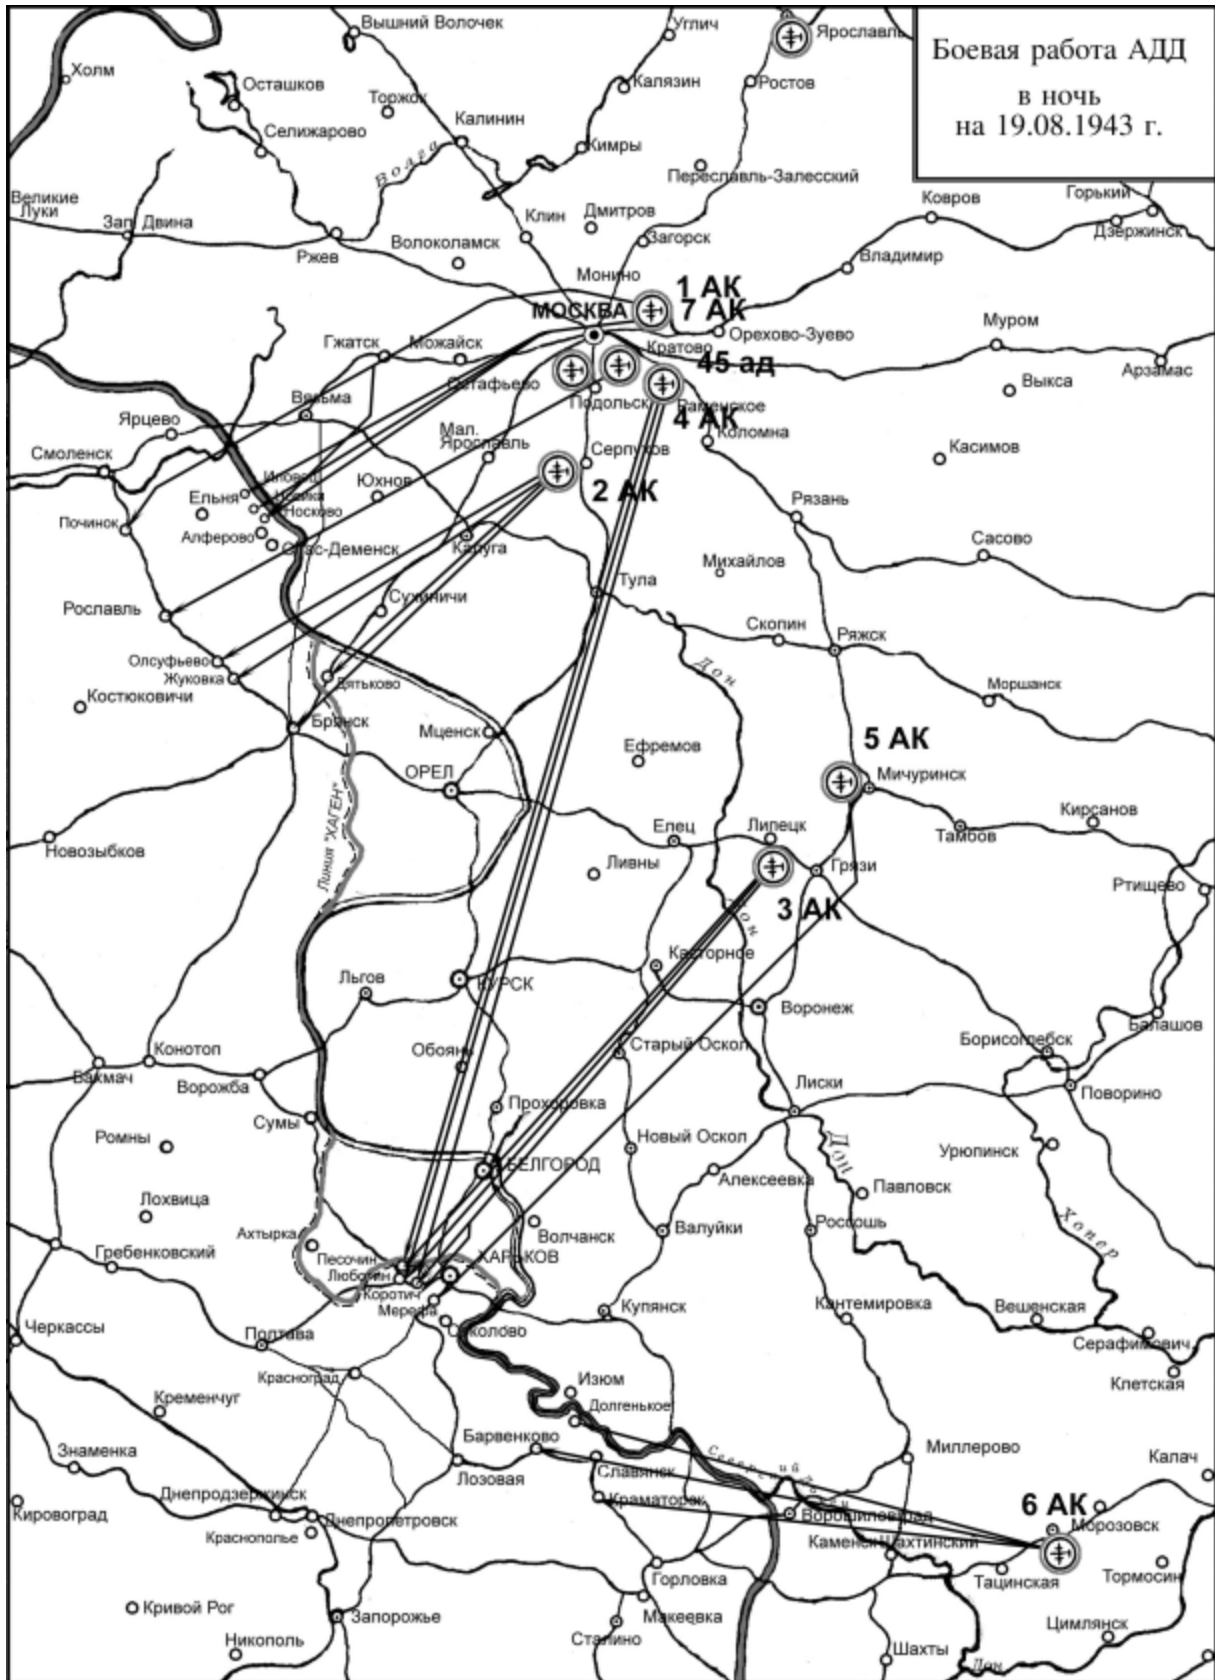 Боевая работа АДД
в ночь
на 19.08.1943 г.
Вышний Волочек
Углич
Ярославль
Холм
Осташков
Калязин
Ростов
Торжок
Калинин
Селижарово
Волга
Кимры
Переславль-Залесский
Великие
Луки
Зап. Двина
Ржев
Клин
Дмитров
Ковров
Горький
Дзержинск
Волоколамск
Загорск
Владимир
Монино
1 АК
7 АК
МОСКВА
Орехово-Зуево
Муром
Гжатск
Можайск
Кратово
45 ад
Арзамас
Остафьево
Выкса
Вязьма
Подольск
Раменское
4 АК
Коломна
Ярцево
Мал.
Ярославль
Смоленск
Серпухов
Касимов
Юхнов
2 АК
Ельня
Носково
Рязань
Починок
Алферово
Спас-Деменск
Калуга
Сасово
Михайлов
Рославль
Сухиничи
Тула
Скопин
Ряжск
Олсуфьево
Жуковка
Дятьково
Дон
Моршанск
Костюковичи
Брянск
Мценск
Ефремов
5 АК
ОРЕЛ
Мичуринск
Линия "ХАГЕН"
Кирсанов
Новозыбков
Елец
Липецк
Тамбов
Ливны
Грязи
Ртищево
3 АК
Дон
Касторное
Льгов
КУРСК
Воронеж
Балашов
Конотоп
Обоянь
Старый Оскол
Борисоглебск
Бахмач
Ворожба
Лиски
Поворино
Сумы
Прохоровка
Ромны
Новый Оскол
Дон
Урюпинск
БЕЛГОРОД
Алексеевка
Павловск
Лохвица
Хопер
Ахтырка
Волчанск
Валуйки
Россошь
Гребенковский
Песочин
ХАРЬКОВ
Люботин
Коротич
Мерефа
Купянск
Кантемировка
Вешенская
Черкассы
Полтава
Соколово
Серафимович
Красноград
Клетская
Кременчуг
Изюм
Долгенькое
Знаменка
Барвенково
Миллерово
Калач
Лозовая
Славянск
Северский Донец
Днепродзержинск
Краматорск
6 АК
Кировоград
Днепропетровск
Ворошиловград
Морозовск
Краснополье
Каменск-Шахтинский
Горловка
Тацинская
Тормосин
Кривой Рог
Запорожье
Макеевка
Сталино
Цимлянск
Никополь
Шахты
Дон